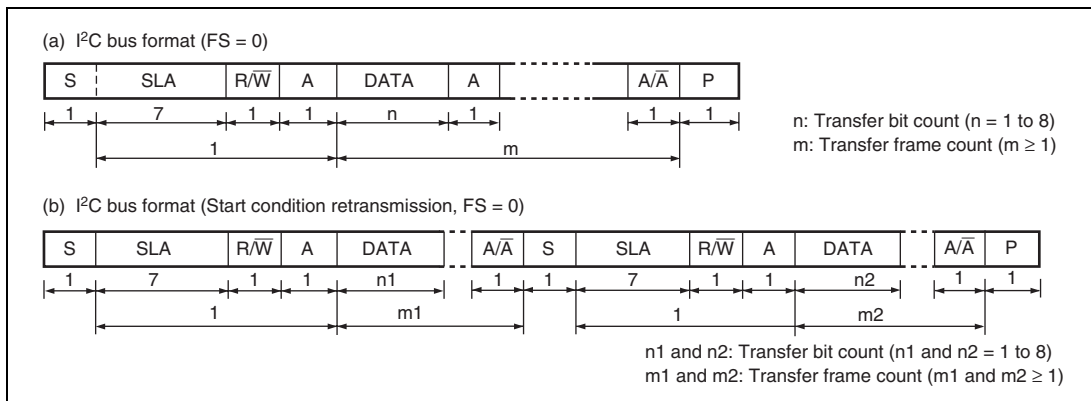 (a) I²C bus format (FS = 0)
S SLA R/W̅ A DATA A A/A̅ P
1 7 1 1 n 1 1 1
1 m
n: Transfer bit count (n = 1 to 8)
m: Transfer frame count (m ≥ 1)
(b) I²C bus format (Start condition retransmission, FS = 0)
S SLA R/W̅ A DATA A/A̅ S SLA R/W̅ A DATA A/A̅ P
1 7 1 1 n1 1 1 7 1 1 n2 1 1
1 m1 1 m2
n1 and n2: Transfer bit count (n1 and n2 = 1 to 8)
m1 and m2: Transfer frame count (m1 and m2 ≥ 1)